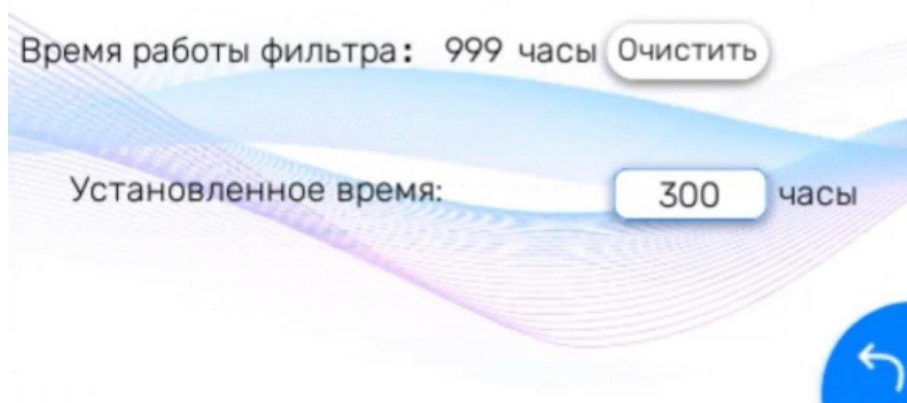 Время работы фильтра: 999 часы Очистить
Установленное время: 300 часы